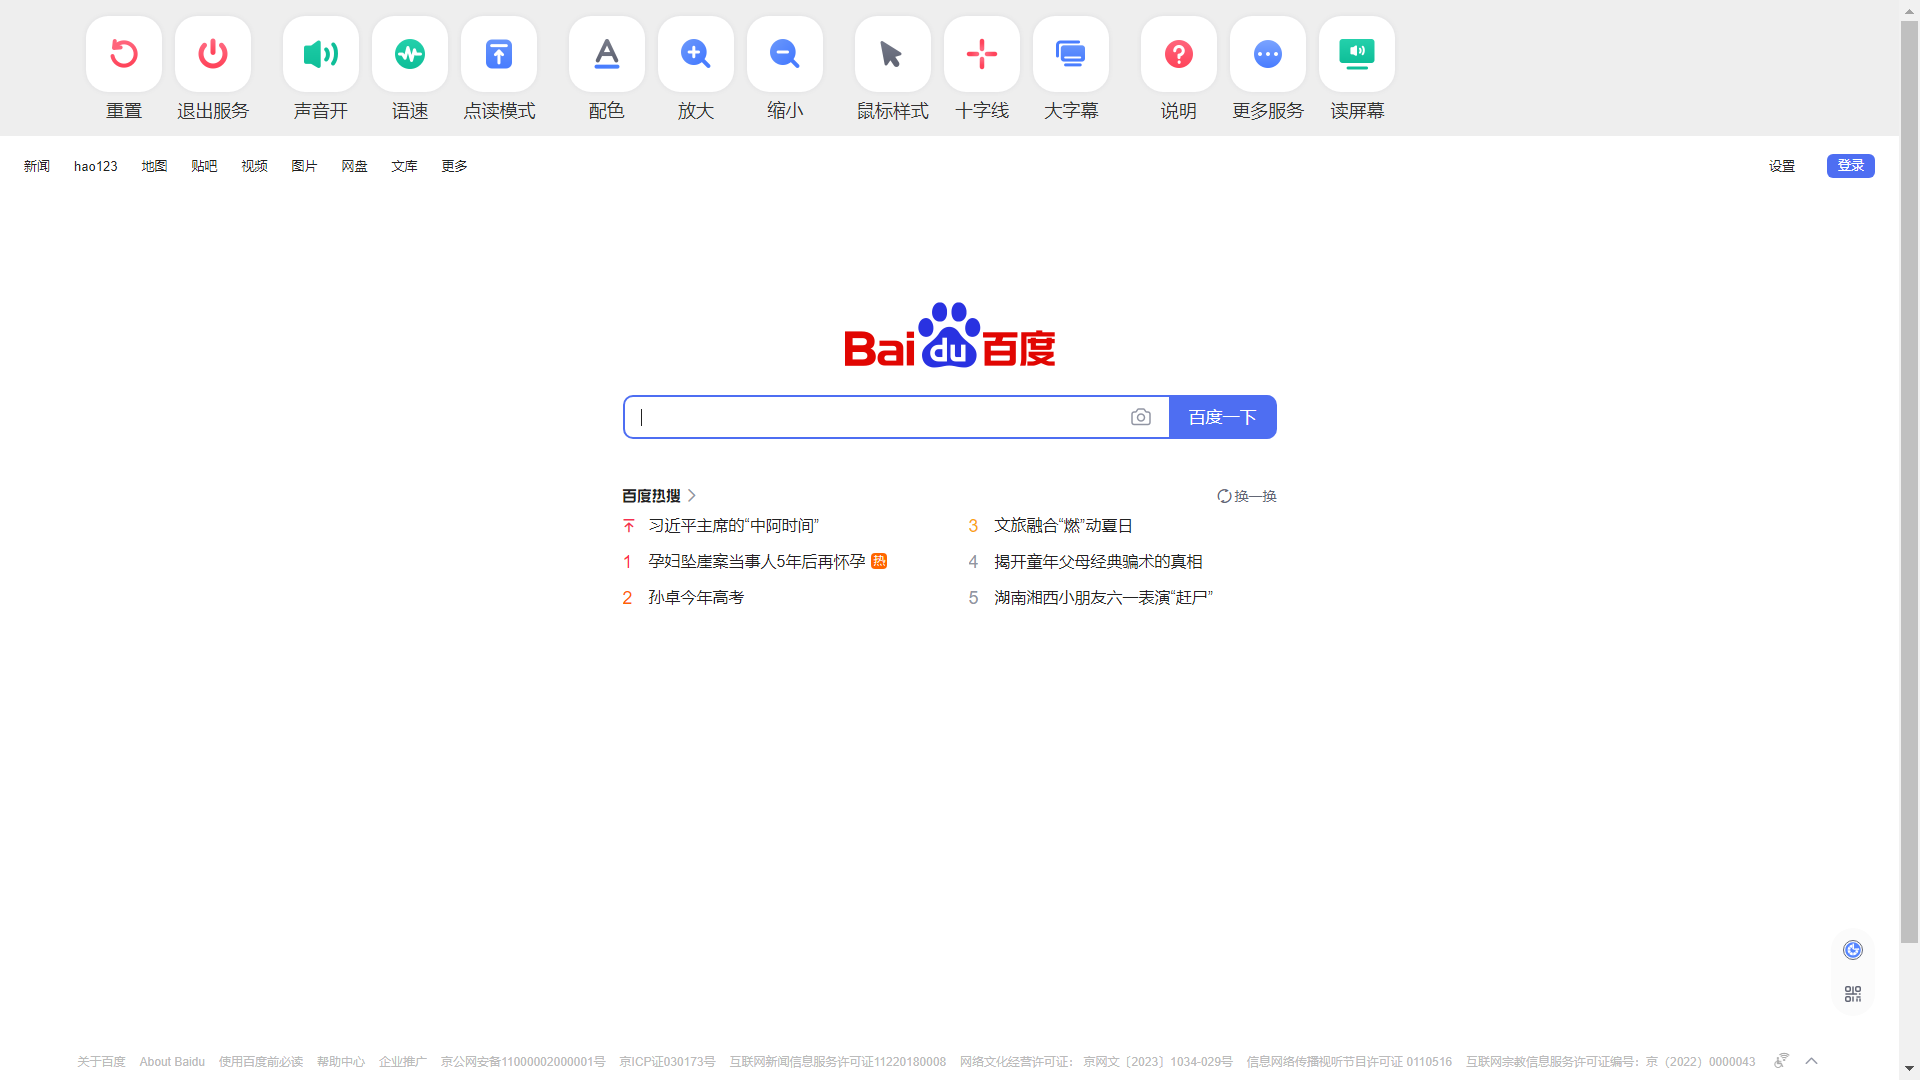 重置 退出服务 声音开 语速 点读模式 配色 放大 缩小 鼠标样式 十字线 大字幕 说明 更多服务 读屏幕
新闻 hao123 地图 贴吧 视频 图片 网盘 文库 更多 设置 登录
Bai du 百度
百度一下
百度热搜 换一换
习近平主席的“中阿时间” 3 文旅融合“燃”动夏日
1 孕妇坠崖案当事人5年后再怀孕 热 4 揭开童年父母经典骗术的真相
2 孙卓今年高考 5 湖南湘西小朋友六一表演“赶尸”
关于百度 About Baidu 使用百度前必读 帮助中心 企业推广 京公网安备11000002000001号 京ICP证030173号 互联网新闻信息服务许可证11220180008 网络文化经营许可证： 京网文〔2023〕1034-029号 信息网络传播视听节目许可证 0110516 互联网宗教信息服务许可证编号：京（2022）0000043